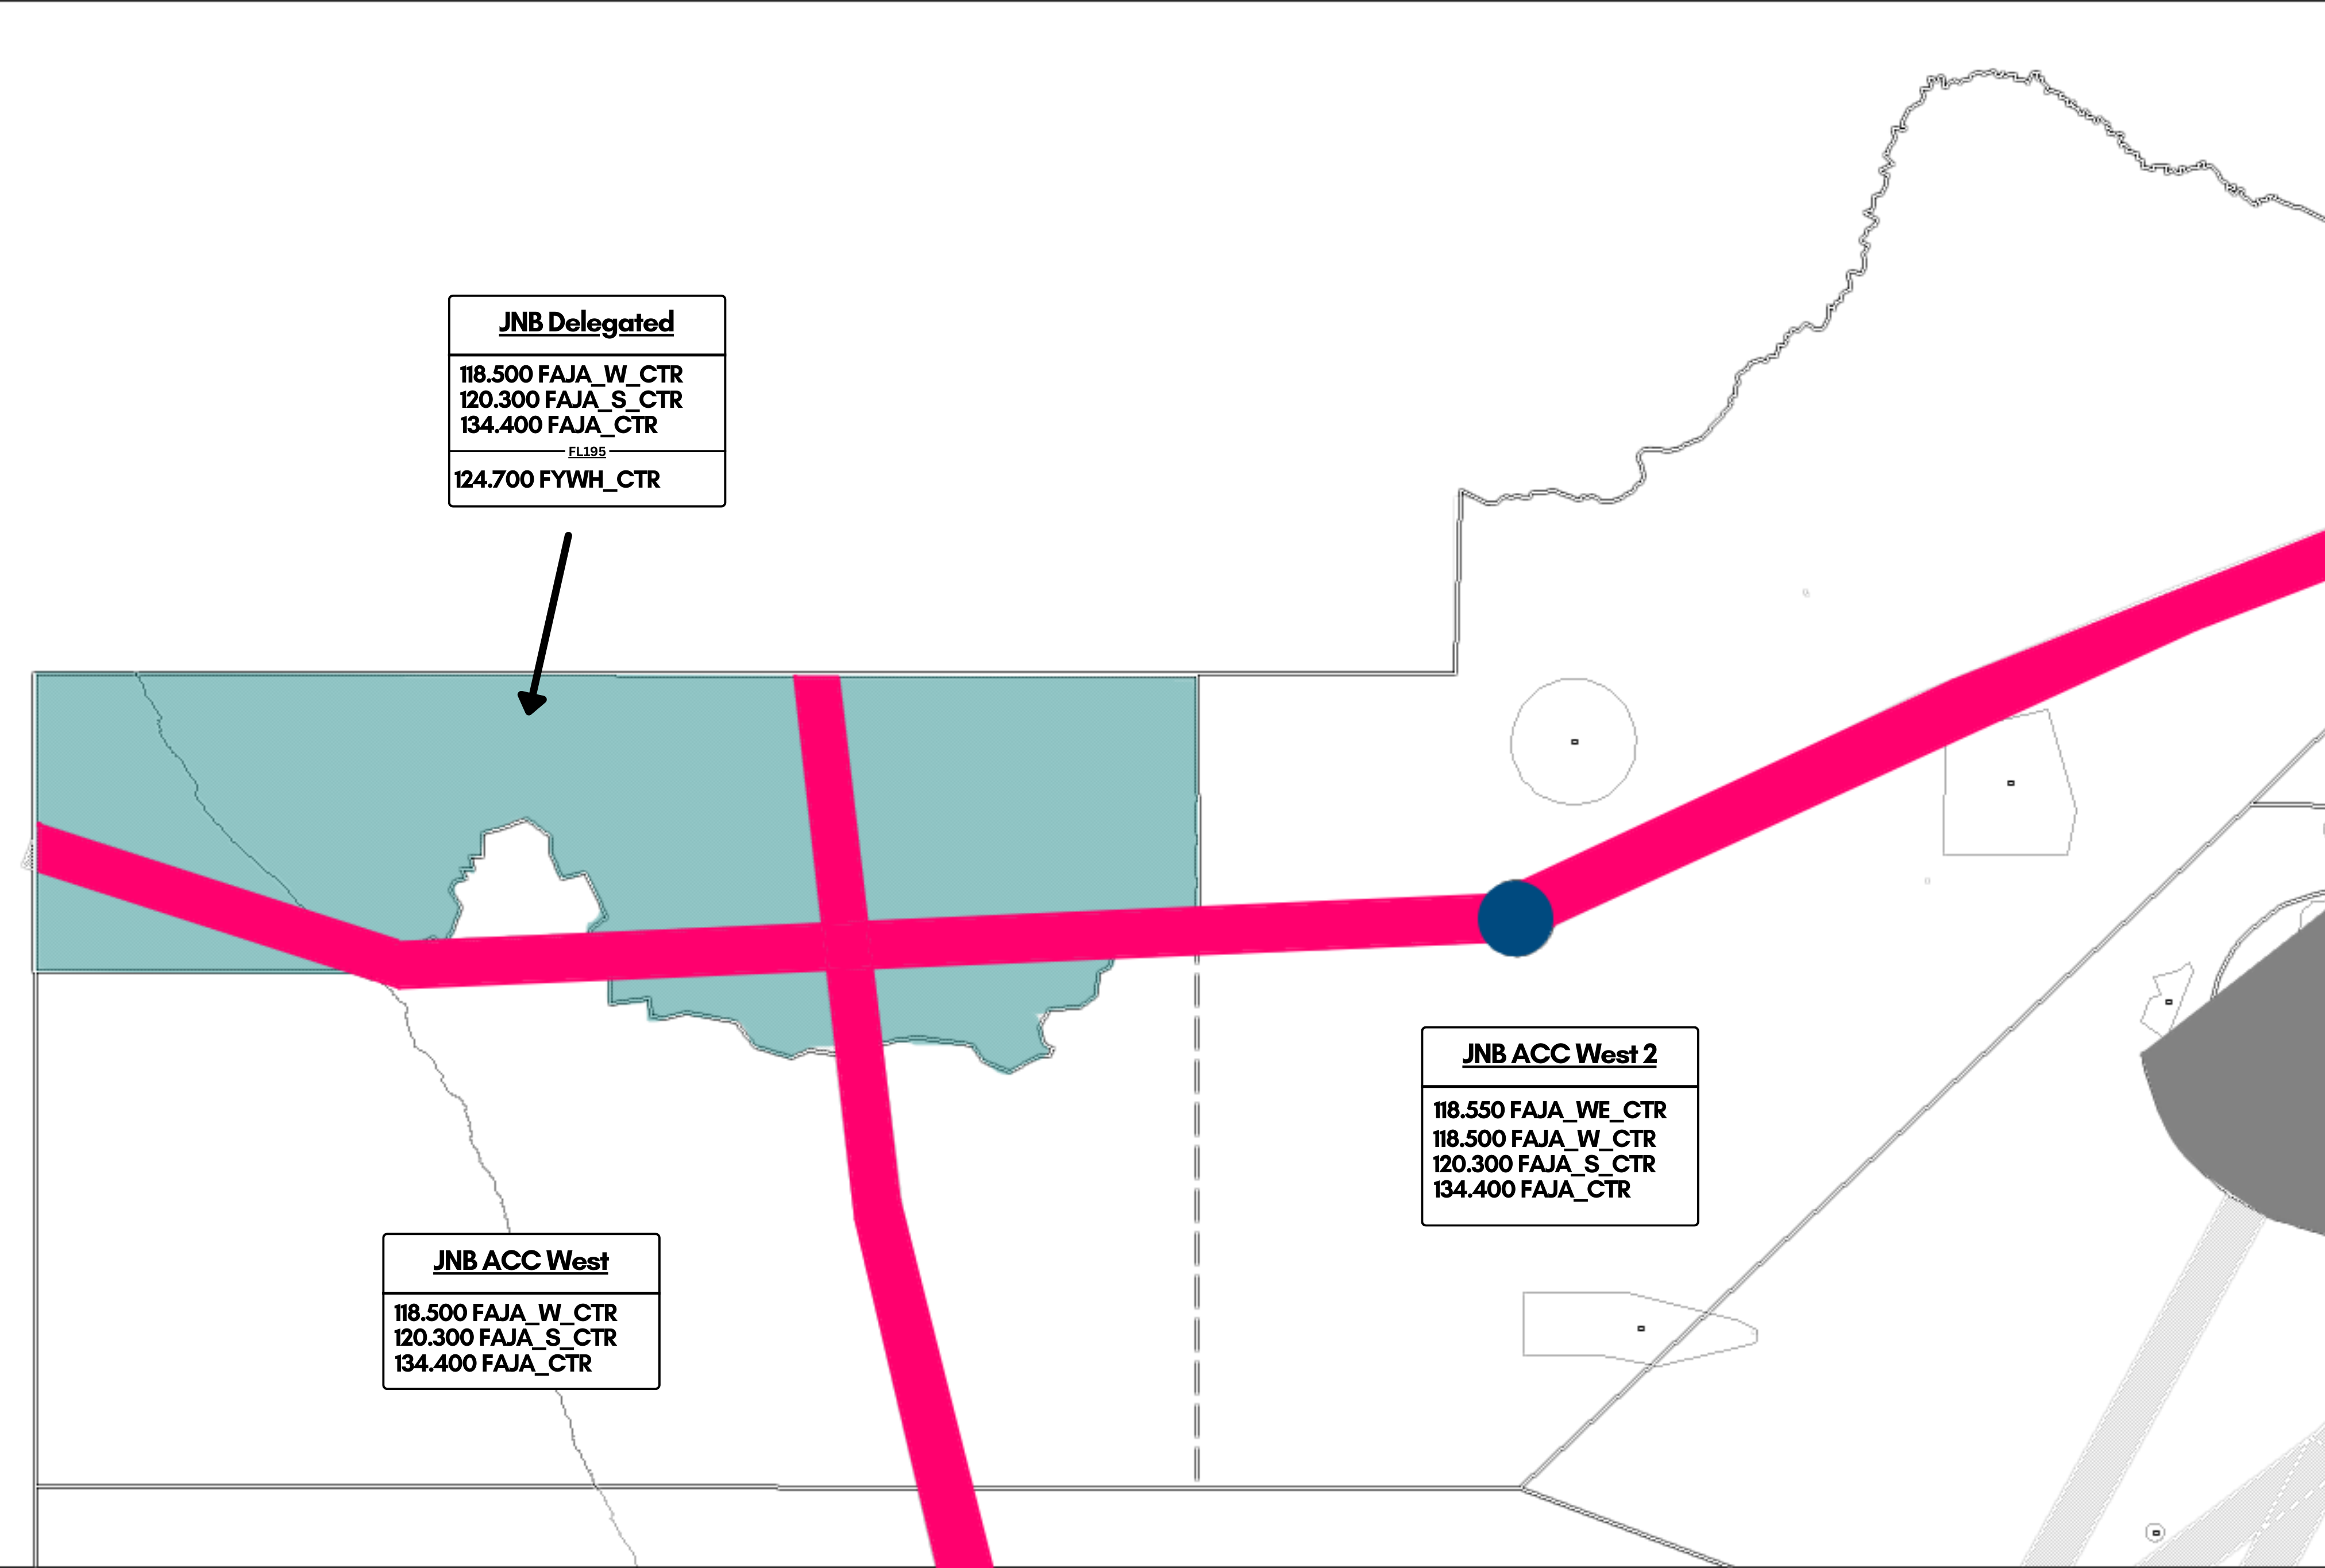 JNB Delegated
118.500 FAJA_W_CTR
120.300 FAJA_S_CTR
134.400 FAJA_CTR
FL195
124.700 FYWH_CTR
JNB ACC West 2
118.550 FAJA_WE_CTR
118.500 FAJA_W_CTR
120.300 FAJA_S_CTR
134.400 FAJA_CTR
JNB ACC West
118.500 FAJA_W_CTR
120.300 FAJA_S_CTR
134.400 FAJA_CTR